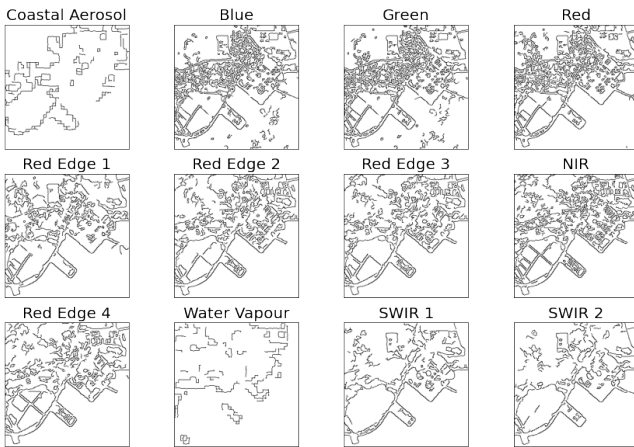 Coastal Aerosol Blue Green Red
Red Edge 1 Red Edge 2 Red Edge 3 NIR
Red Edge 4 Water Vapour SWIR 1 SWIR 2